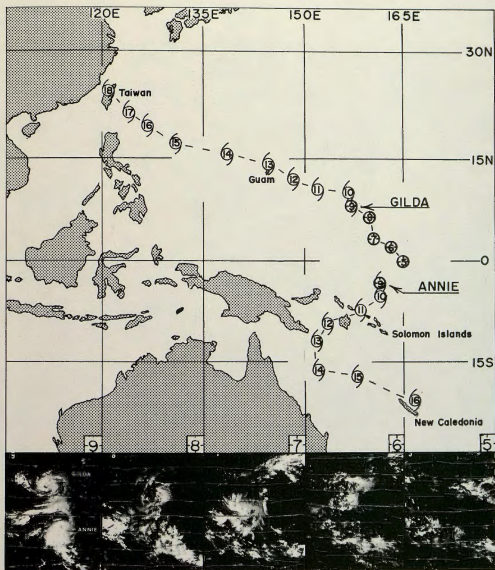 120E 135E 150E 165E
30N
18 Taiwan
17
16
15
14
13
12
11
10
15N
Guam
9
GILDA
8
7
6
5
0
9
ANNIE
10
11
12
Solomon Islands
13
14
15
15S
16
New Caledonia
9 8 7 6 5
GILDA
ANNIE